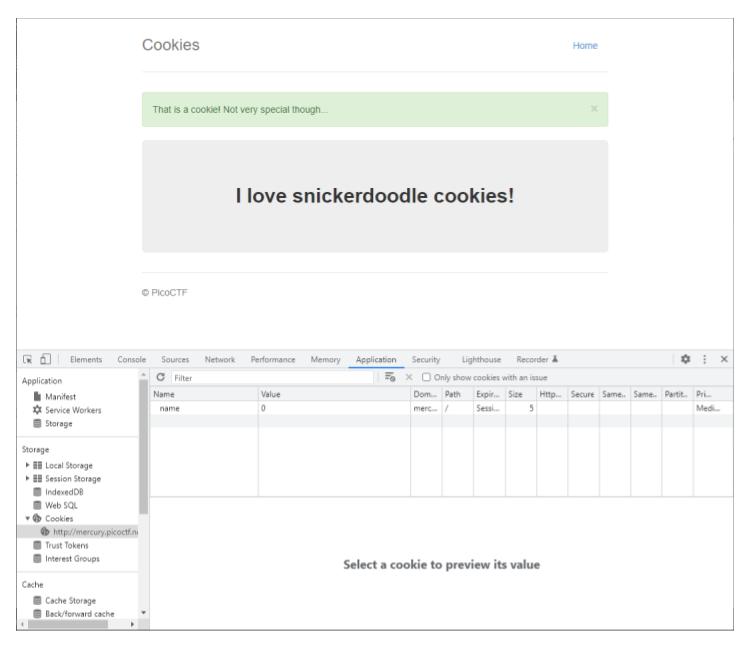 Cookies Home
That is a cookie! Not very special though... ×
I love snickerdoodle cookies!
© PicoCTF
Elements Console Sources Network Performance Memory Application Security Lighthouse Recorder
Application
Manifest
Service Workers
Storage
Storage
Local Storage
Session Storage
IndexedDB
Web SQL
Cookies
http://mercury.picoctf.n
Trust Tokens
Interest Groups
Cache
Cache Storage
Back/forward cache
Filter Only show cookies with an issue
Name Value Dom... Path Expir... Size Http... Secure Same.. Same.. Partit.. Pri...
name 0 merc... / Sessi... 5 Medi...
Select a cookie to preview its value